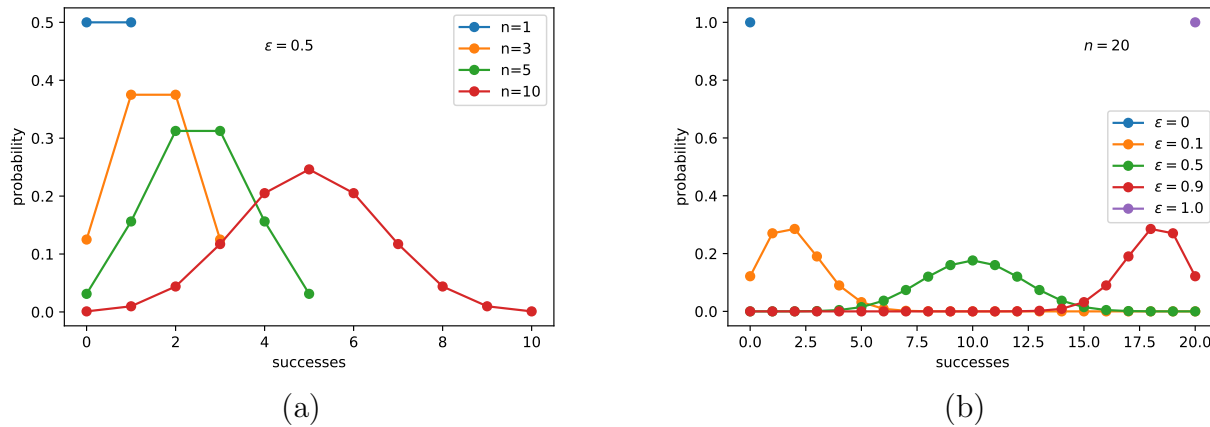 ε = 0.5
n=1
n=3
n=5
n=10
0.5
0.4
0.3
0.2
0.1
0.0
probability
0 2 4 6 8 10
successes
(a)
n = 20
ε = 0
ε = 0.1
ε = 0.5
ε = 0.9
ε = 1.0
1.0
0.8
0.6
0.4
0.2
0.0
probability
0.0 2.5 5.0 7.5 10.0 12.5 15.0 17.5 20.0
successes
(b)